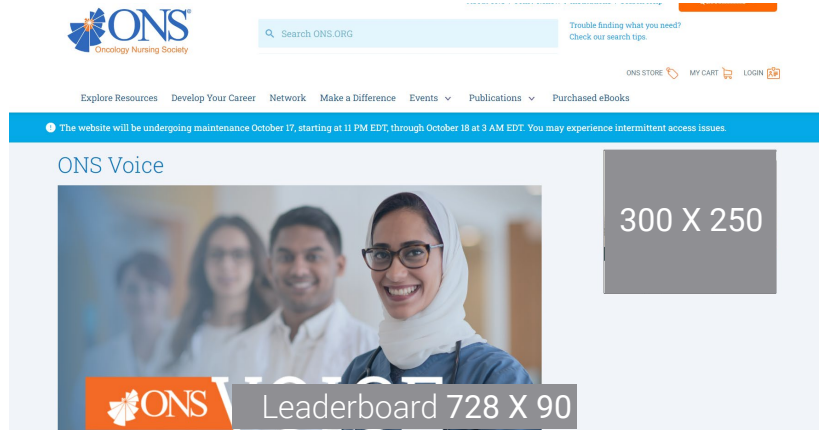 ONS®
Oncology Nursing Society
Search ONS.ORG
Trouble finding what you need?
Check our search tips.
ONS STORE
MY CART
LOGIN
Explore Resources Develop Your Career Network Make a Difference Events Publications Purchased eBooks
The website will be undergoing maintenance October 17, starting at 11 PM EDT, through October 18 at 3 AM EDT. You may experience intermittent access issues.
ONS Voice
300 X 250
ONS
VOICE
Leaderboard 728 X 90